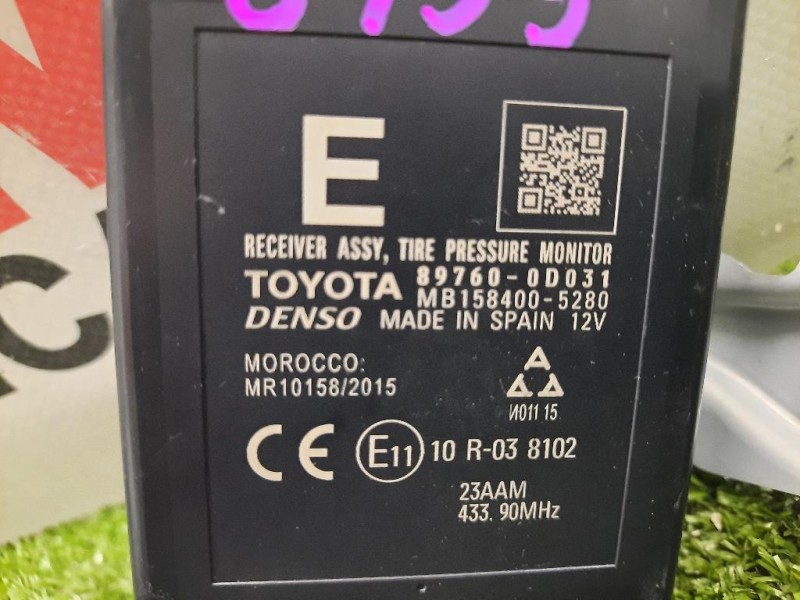 E
RECEIVER ASSY, TIRE PRESSURE MONITOR
TOYOTA 89760-0D031
MB158400-5280
DENSO MADE IN SPAIN 12V
MOROCCO:
MR10158/2015
A
A A
И011 15
CE E11 10 R-03 8102
23AAM
433.90MHz